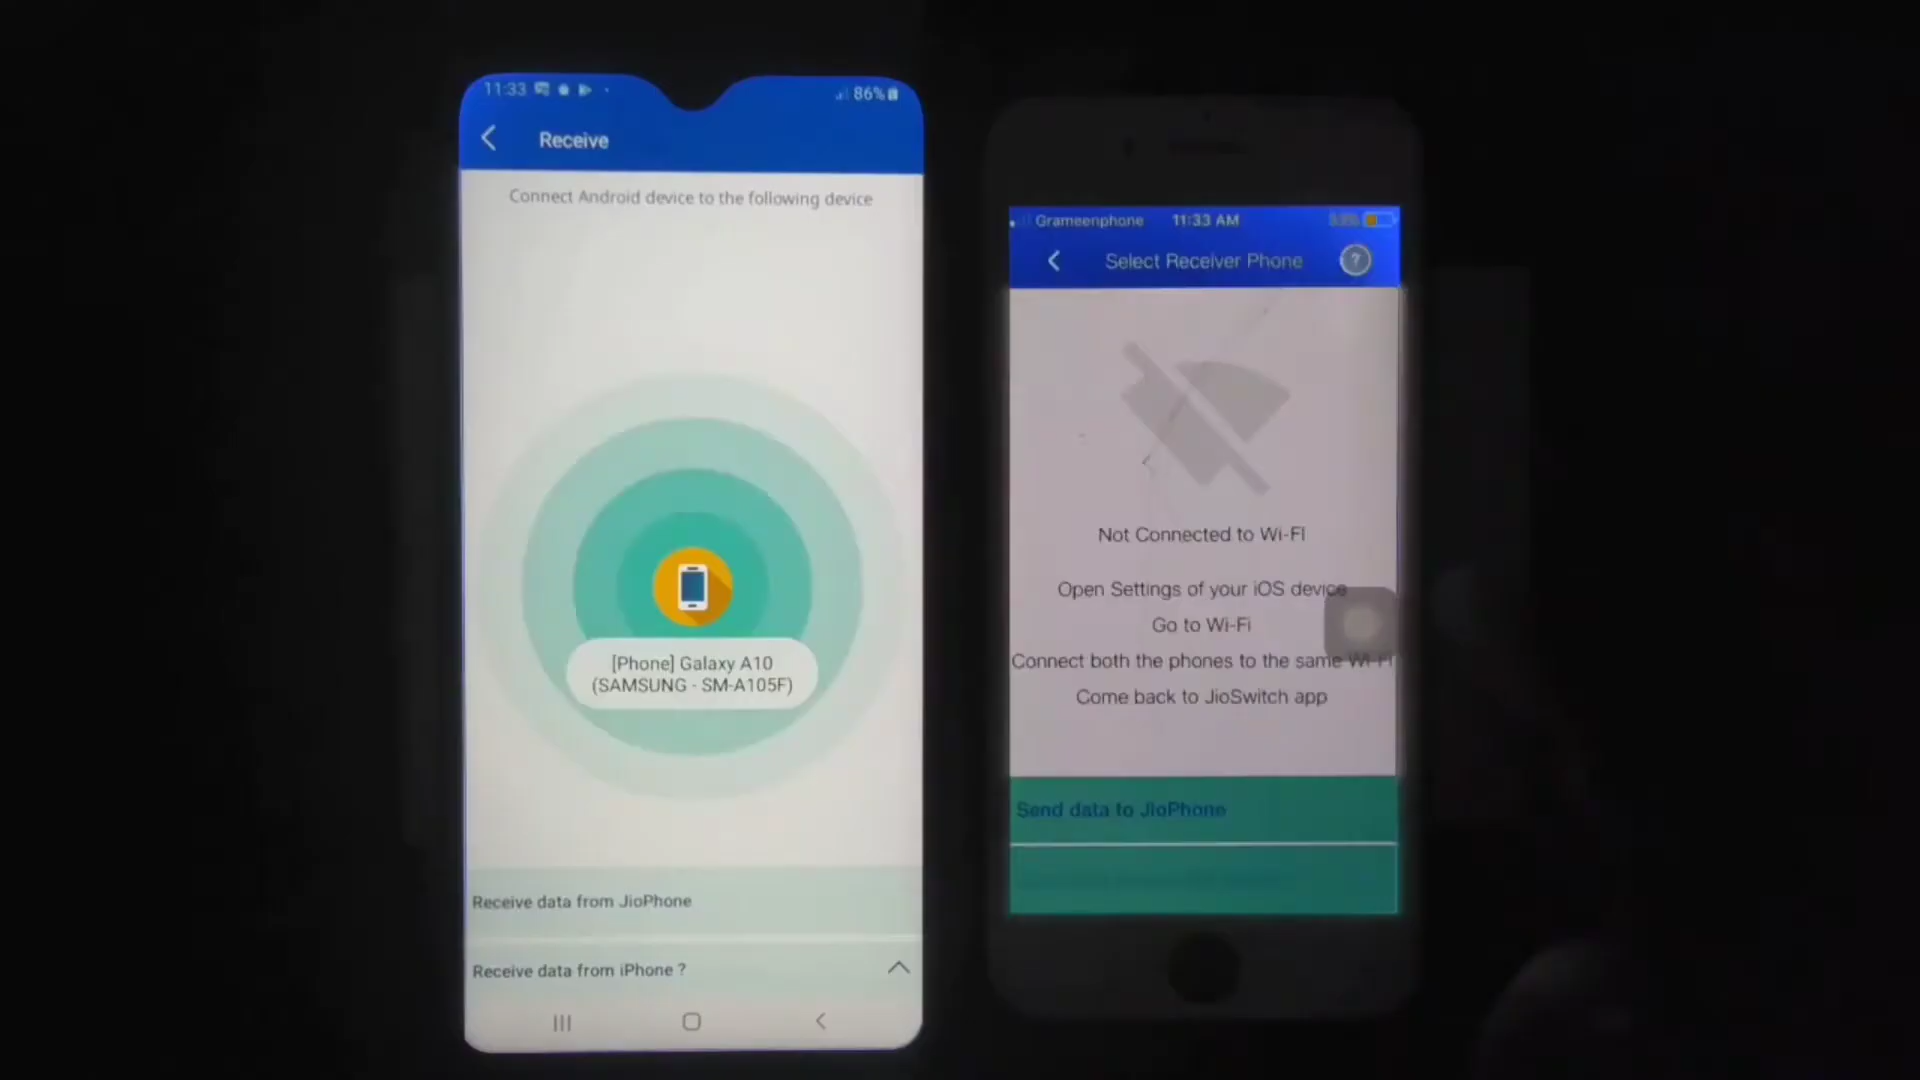 11:33
86%
Receive
Connect Android device to the following device
[Phone] Galaxy A10
(SAMSUNG - SM-A105F)
Receive data from JioPhone
Receive data from iPhone ?
Grameenphone 11:33 AM
Select Receiver Phone ?
Not Connected to Wi-Fi
Open Settings of your iOS device
Go to Wi-Fi
Connect both the phones to the same Wi-Fi
Come back to JioSwitch app
Send data to JioPhone